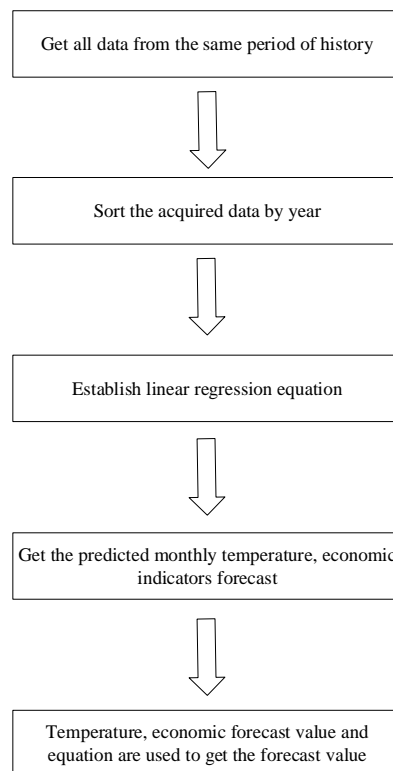 Get all data from the same period of history
Sort the acquired data by year
Establish linear regression equation
Get the predicted monthly temperature, economic
indicators forecast
Temperature, economic forecast value and
equation are used to get the forecast value